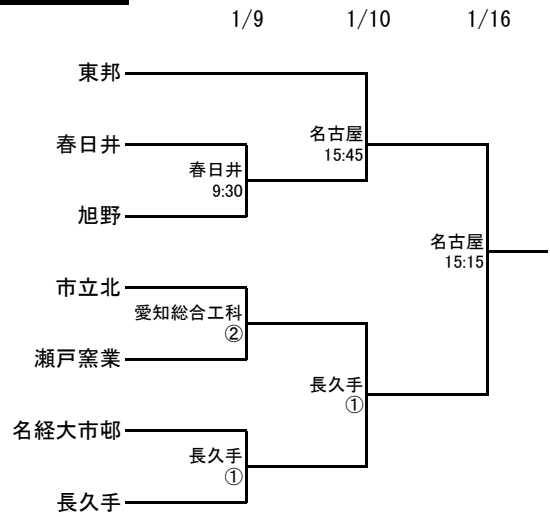 1/9 1/10 1/16
東邦
春日井
旭野
市立北
瀬戸窯業
名経大市邨
長久手
春日井
9:30
愛知総合工科
②
長久手
①
名古屋
15:45
長久手
①
名古屋
15:15